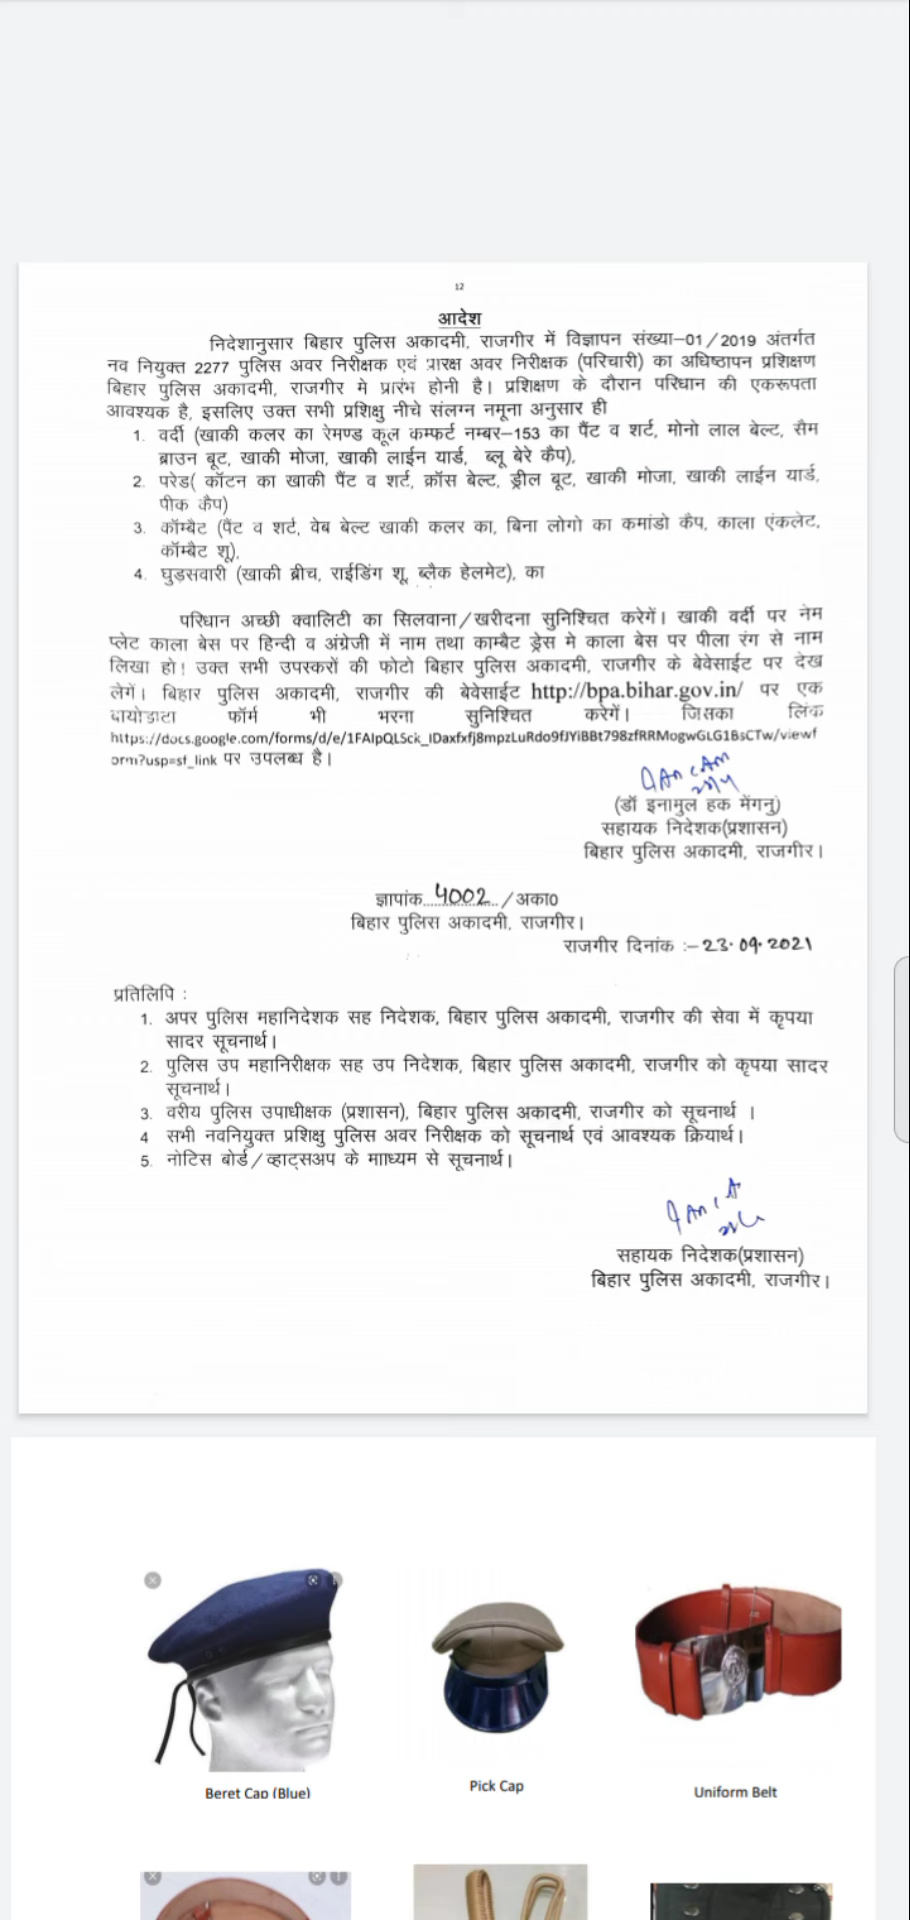 12
आदेश
निदेशानुसार बिहार पुलिस अकादमी, राजगीर में विज्ञापन संख्या–01/2019 अंतर्गत
नव नियुक्त 2277 पुलिस अवर निरीक्षक एवं प्रारक्ष अवर निरीक्षक (परिचारी) का अधिष्ठापन प्रशिक्षण
बिहार पुलिस अकादमी, राजगीर मे प्रारंभ होनी है। प्रशिक्षण के दौरान परिधान की एकरूपता
आवश्यक है, इसलिए उक्त सभी प्रशिक्षु नीचे संलग्न नमूना अनुसार ही
1. वर्दी (खाकी कलर का रेमण्ड कूल कम्फर्ट नम्बर–153 का पैंट व शर्ट, मोनो लाल बेल्ट, सैम
ब्राउन बूट, खाकी मोजा, खाकी लाईन यार्ड, ब्लू बेरे कैप),
2. परेड( कॉटन का खाकी पैंट व शर्ट, क्रॉस बेल्ट, ड्रील बूट, खाकी मोजा, खाकी लाईन यार्ड,
पीक कैप)
3. कॉम्बैट (पैंट व शर्ट, वेब बेल्ट खाकी कलर का, बिना लोगो का कमांडो कैप, काला एंकलेट,
कॉम्बैट शू),
4. घुड़सवारी (खाकी ब्रीच, राईडिंग शू, ब्लैक हेलमेट), का
परिधान अच्छी क्वालिटी का सिलवाना/खरीदना सुनिश्चित करेगें। खाकी वर्दी पर नेम
प्लेट काला बेस पर हिन्दी व अंग्रेजी में नाम तथा काम्बैट ड्रेस मे काला बेस पर पीला रंग से नाम
लिखा हो! उक्त सभी उपस्करों की फोटो बिहार पुलिस अकादमी, राजगीर के बेवेसाईट पर देख
लेगें। बिहार पुलिस अकादमी, राजगीर की बेवेसाईट http://bpa.bihar.gov.in/ पर एक
बायोडाटा फॉर्म भी भरना सुनिश्चित करेगें। जिसका लिंक
https://docs.google.com/forms/d/e/1FAIpQLSck_IDaxfxfj8mpzLuRdo9fJYiBBt798zfRRMogwGLG1BsCTw/viewf
orm?usp=sf_link पर उपलब्ध है।
(डॉ इनामुल हक मेंगनु)
सहायक निदेशक(प्रशासन)
बिहार पुलिस अकादमी, राजगीर।
ज्ञापांक..4002../अका0
बिहार पुलिस अकादमी, राजगीर।
राजगीर दिनांक :–23.09.2021
प्रतिलिपि :
1. अपर पुलिस महानिदेशक सह निदेशक, बिहार पुलिस अकादमी, राजगीर की सेवा में कृपया
सादर सूचनार्थ।
2. पुलिस उप महानिरीक्षक सह उप निदेशक, बिहार पुलिस अकादमी, राजगीर को कृपया सादर
सूचनार्थ।
3. वरीय पुलिस उपाधीक्षक (प्रशासन), बिहार पुलिस अकादमी, राजगीर को सूचनार्थ ।
4 सभी नवनियुक्त प्रशिक्षु पुलिस अवर निरीक्षक को सूचनार्थ एवं आवश्यक क्रियार्थ।
5. नोटिस बोर्ड/व्हाट्सअप के मााध्यम से सूचनार्थ।
सहायक निदेशक(प्रशासन)
बिहार पुलिस अकादमी, राजगीर।
Beret Cap (Blue)
Pick Cap
Uniform Belt